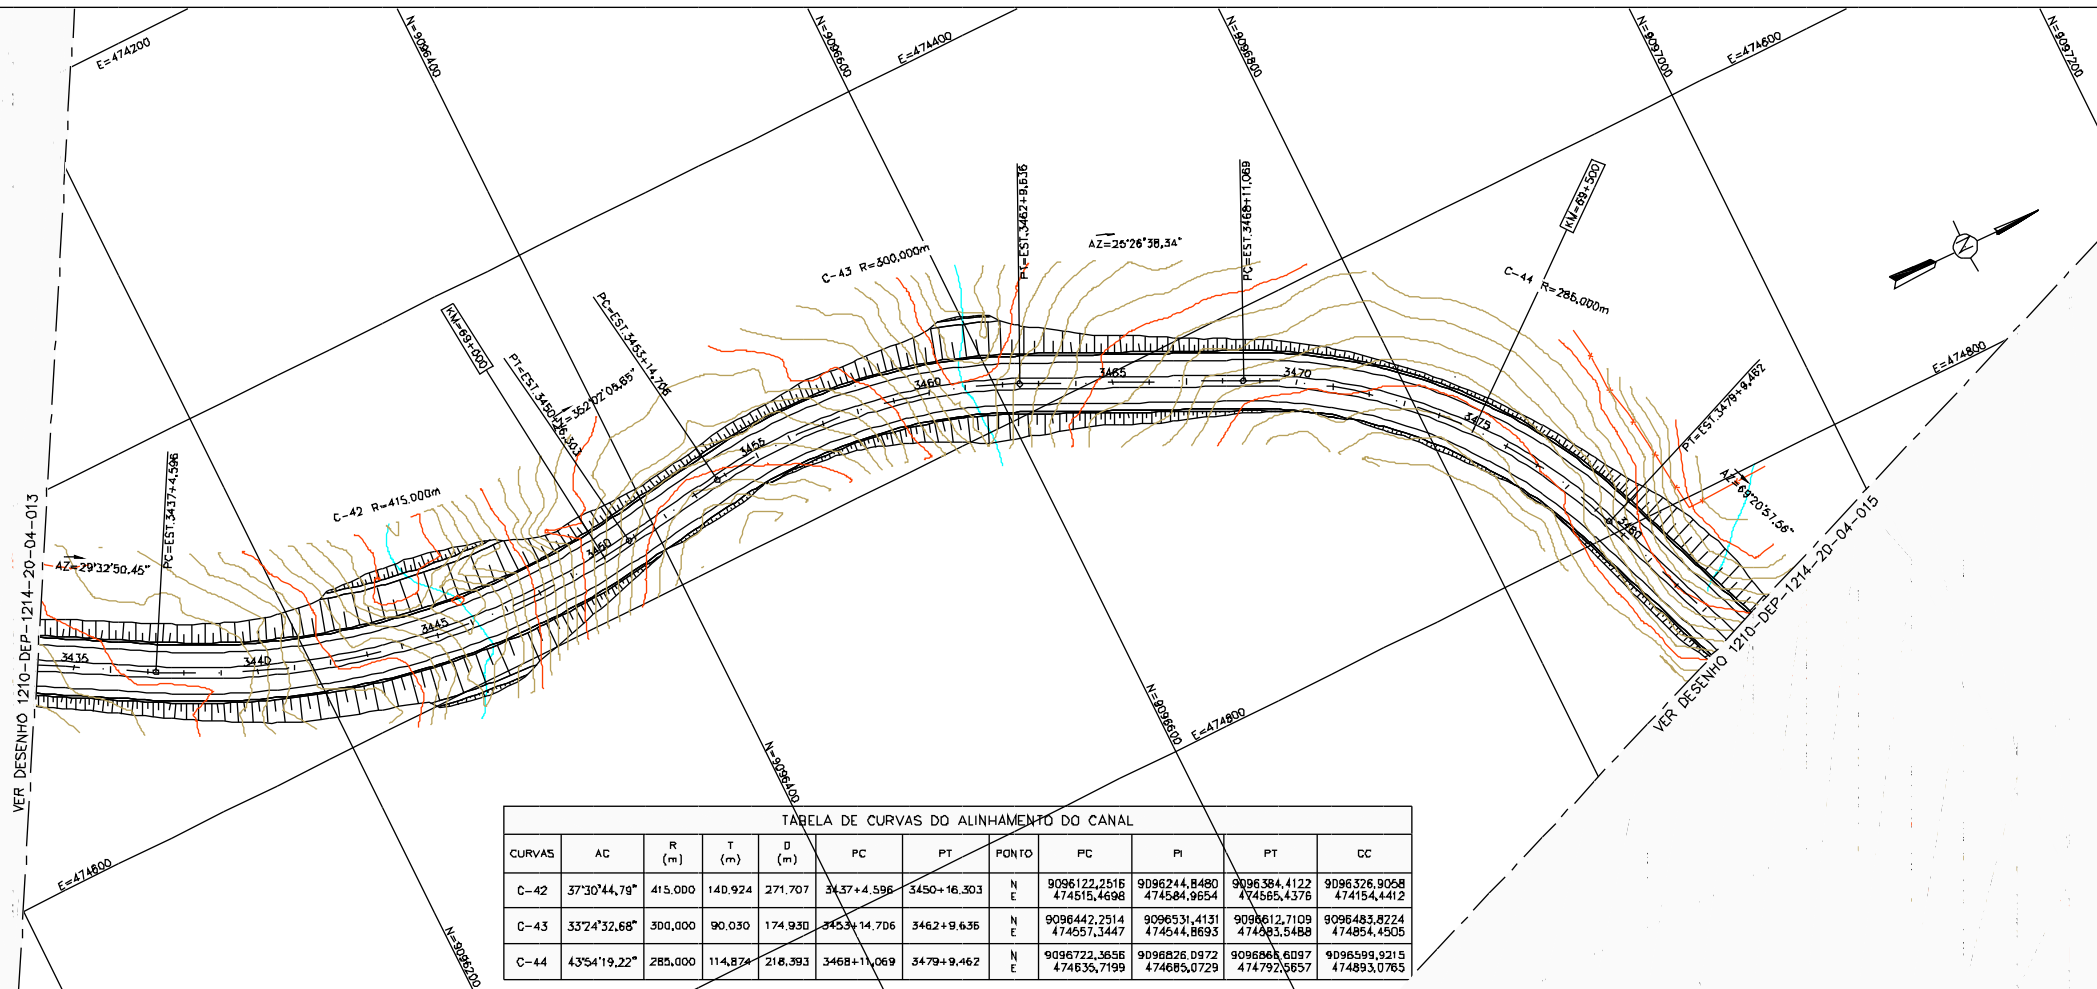 E=474200
N=9096400
N=9096600
E=474400
N=9096800
N=9097000
E=474600
N=9097200
KM=69+500
PT=EST.3462+9,636
PC=EST.3468+11,069
AZ=25°26'38,34"
C-43 R=300,000m
C-44 R=285,000m
KM=69+000
PT=EST.3450+16,303
AZ=352°02'05,65"
PC=EST.3453+14,706
E=474800
PT=EST.3479+9,462
AZ=69°20'57,56"
3460
3465
3470
3475
3455
3450
3480
C-42 R=415,000m
PC=EST.3437+4,596
AZ=29°32'50,45"
3445
3435
3440
VER DESENHO 1210-DEP-1214-20-04-013
VER DESENHO 1210-DEP-1214-20-04-015
N=9096600
E=474800
N=9096400
E=474600
N=9096200
TABELA DE CURVAS DO ALINHAMENTO DO CANAL
CURVAS AC R (m) T (m) D (m) PC PT PONTO PC PI PT CC
C-42 37°30'44,79" 415,000 140,924 271,707 3437+4,596 3450+16,303 N 9096122,2516 9096244,8480 9096384,4122 9096326,9058
E 474515,4698 474584,9654 474565,4376 474154,4412
C-43 33°24'32,68" 300,000 90,030 174,930 3453+14,706 3462+9,636 N 9096442,2514 9096531,4131 9096612,7109 9096483,8224
E 474557,3447 474544,8693 474583,5488 474854,4505
C-44 43°54'19,22" 285,000 114,874 218,393 3468+11,069 3479+9,462 N 9096722,3656 9096826,0972 9096866,6097 9096599,9215
E 474635,7199 474685,0729 474792,5657 474893,0765